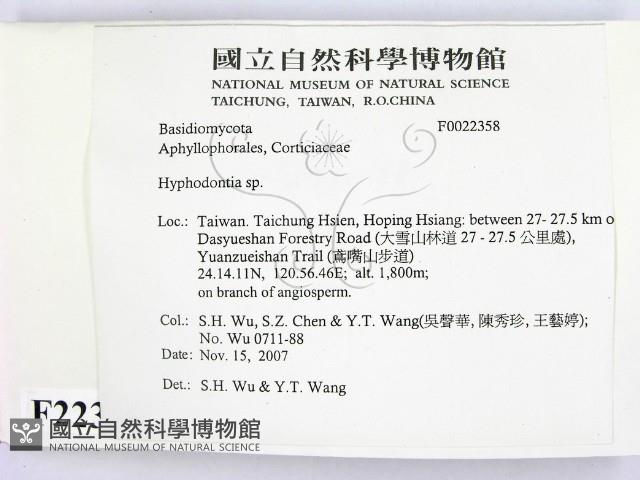 國立自然科學博物館
NATIONAL MUSEUM OF NATURAL SCIENCE
TAICHUNG, TAIWAN, R.O.CHINA
Basidiomycota F0022358
Aphyllophorales, Corticiaceae
Hyphodontia sp.
Loc.: Taiwan. Taichung Hsien, Hoping Hsiang: between 27- 27.5 km o
Dasyueshan Forestry Road (大雪山林道 27 - 27.5 公里處),
Yuanzueishan Trail (鳶嘴山步道)
24.14.11N, 120.56.46E; alt. 1,800m;
on branch of angiosperm.
Col.: S.H. Wu, S.Z. Chen & Y.T. Wang(吳聲華, 陳秀珍, 王藝婷);
No. Wu 0711-88
Date: Nov. 15, 2007
Det.: S.H. Wu & Y.T. Wang
F223
國立自然科學博物館
NATIONAL MUSEUM OF NATURAL SCIENCE